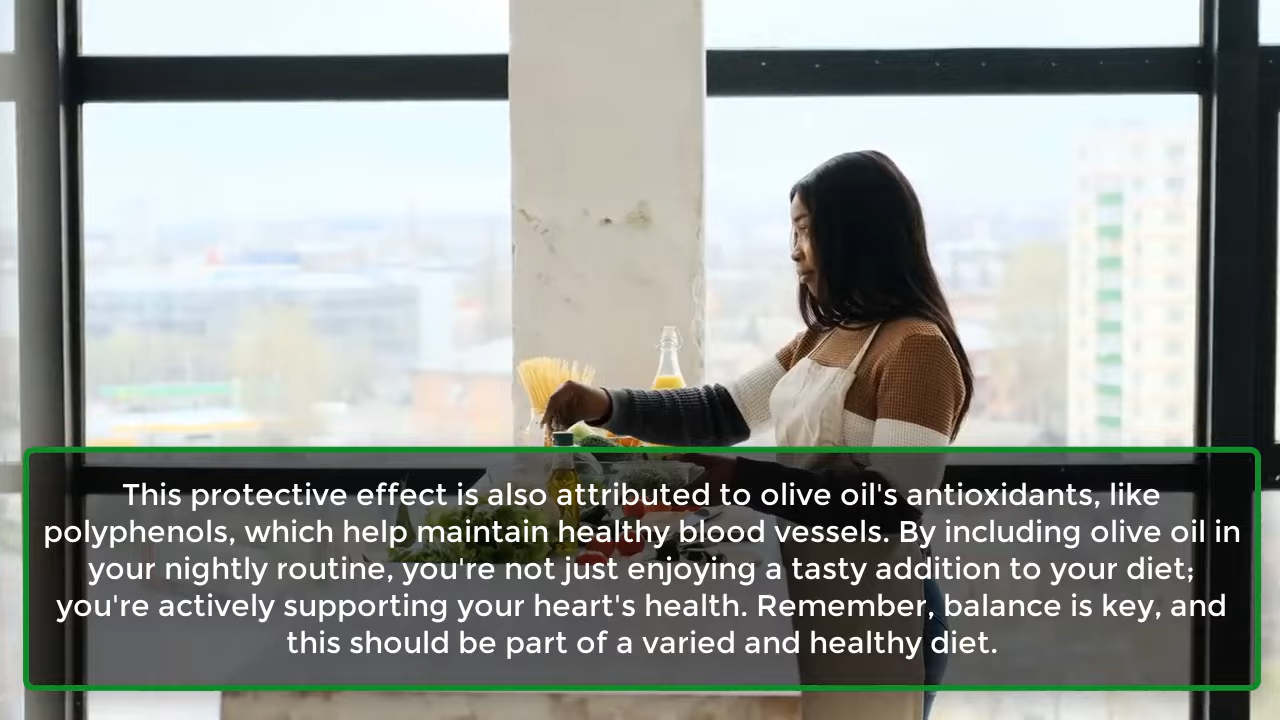 This protective effect is also attributed to olive oil's antioxidants, like
polyphenols, which help maintain healthy blood vessels. By including olive oil in
your nightly routine, you're not just enjoying a tasty addition to your diet;
you're actively supporting your heart's health. Remember, balance is key, and
this should be part of a varied and healthy diet.